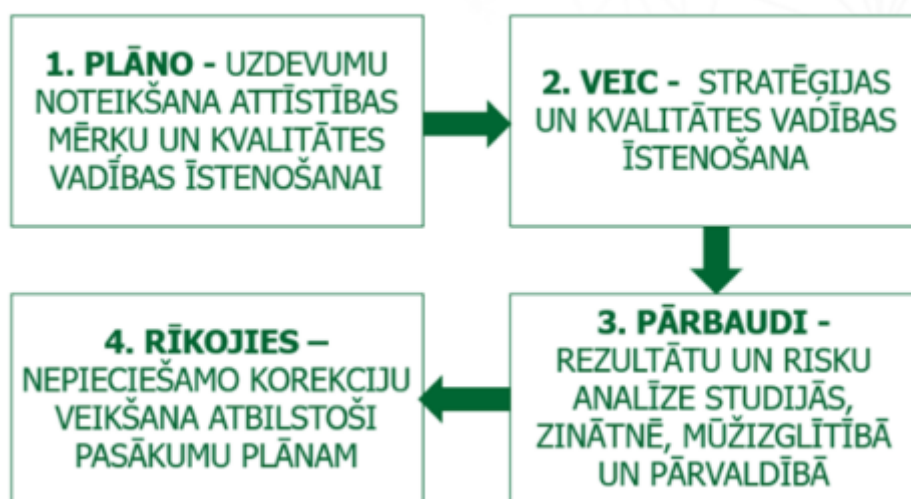 1. PLĀNO - UZDEVUMU
NOTEIKŠANA ATTĪSTĪBAS
MĒRĶU UN KVALITĀTES
VADĪBAS ĪSTENOŠANAI
2. VEIC - STRATĒĢIJAS
UN KVALITĀTES VADĪBAS
ĪSTENOŠANA
3. PĀRBAUDI -
REZULTĀTU UN RISKU
ANALĪZE STUDIJĀS,
ZINĀTNĒ, MŪŽIZGLĪTĪBĀ
UN PĀRVALDĪBĀ
4. RĪKOJIES –
NEPIECIEŠAMO KOREKCIJU
VEIKŠANA ATBILSTOŠI
PASĀKUMU PLĀNAM